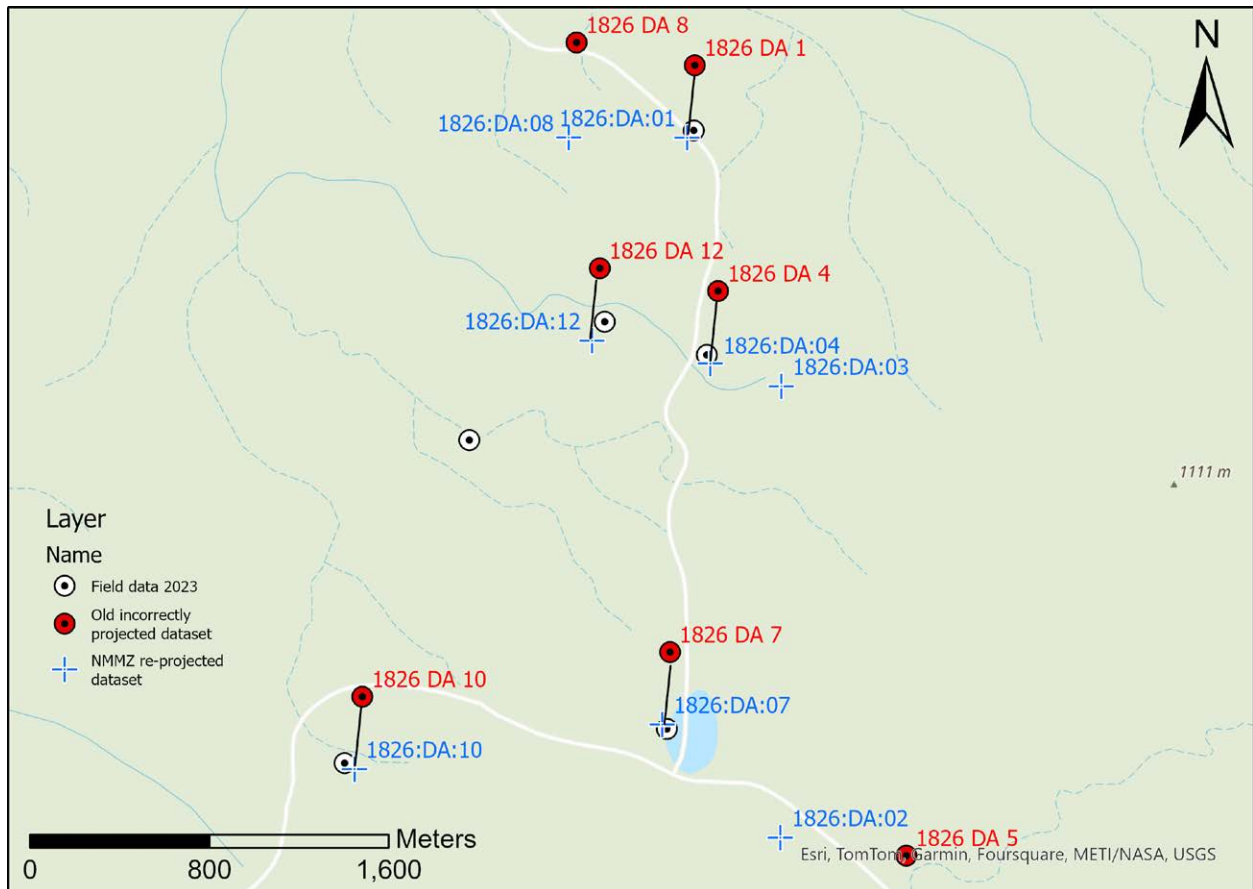 1826 DA 8
N
1826 DA 1
1826:DA:08
1826:DA:01
1826 DA 12
1826 DA 4
1826:DA:12
1826:DA:04
1826:DA:03
1111 m
Layer
Name
Field data 2023
Old incorrectly
projected dataset
NMMZ re-projected
dataset
1826 DA 7
1826 DA 10
1826:DA:07
1826:DA:10
1826:DA:02
1826 DA 5
Meters
0
800
1,600
Esri, TomTom, Garmin, Foursquare, METI/NASA, USGS